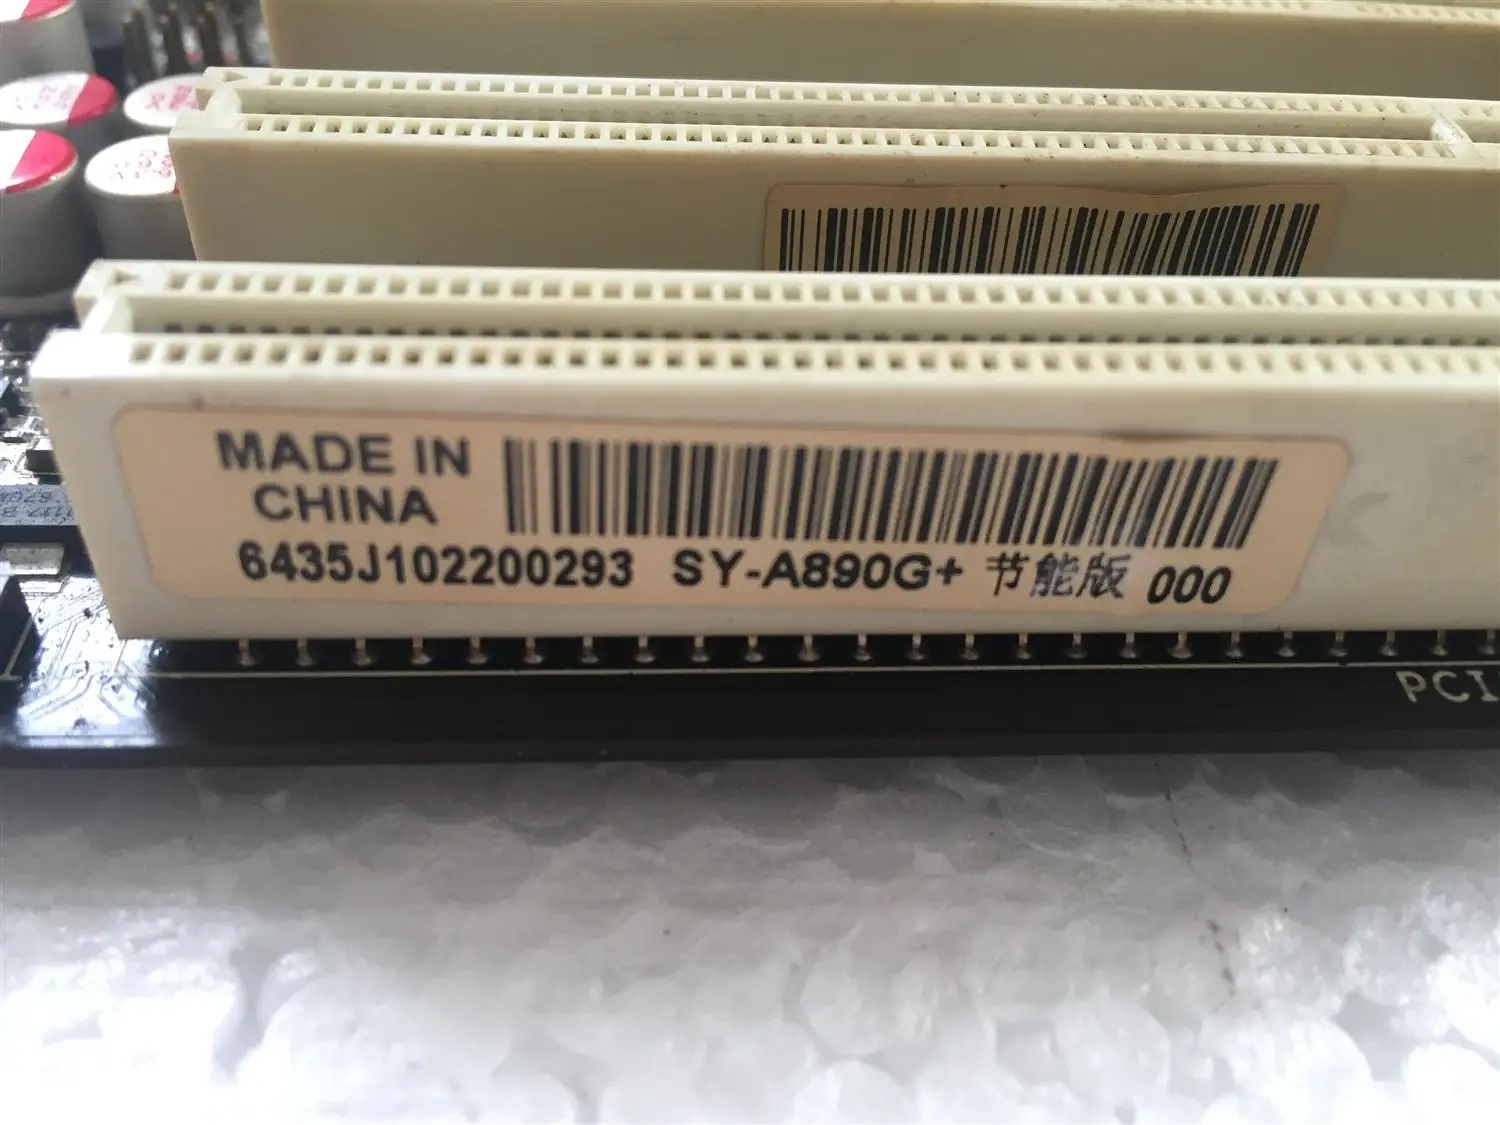 MADE IN
CHINA
6435J102200293 SY-A890G+ 节能版 000
PCI